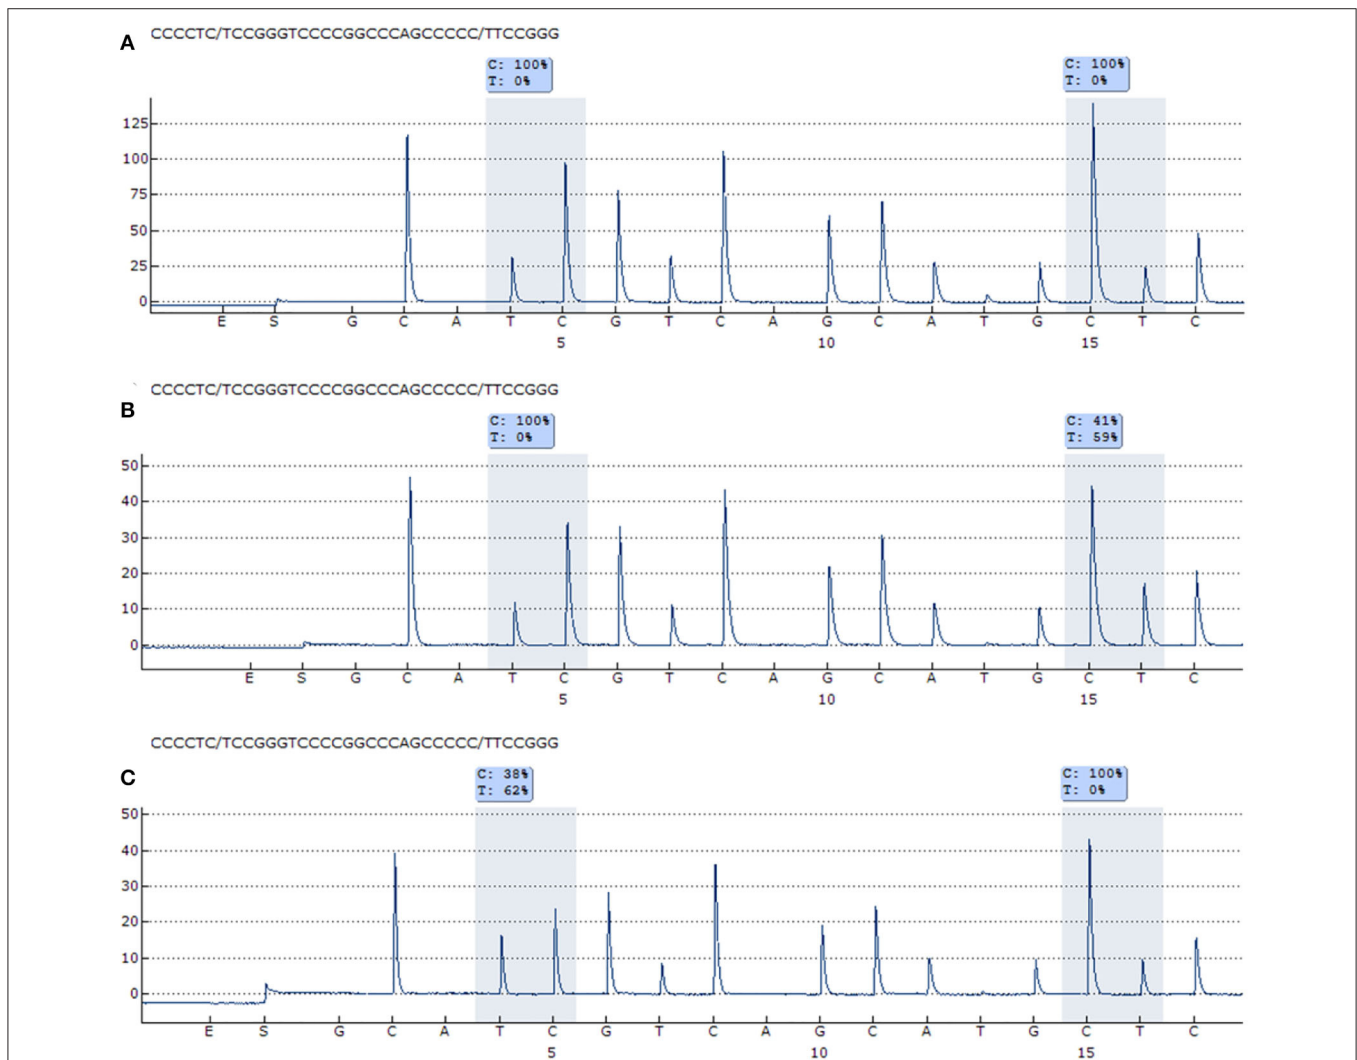 A
CCCCTC/TCCGGGTCCCCGGCCCAGCCCCC/TTCCGGG
C: 100%
T: 0%
C: 100%
T: 0%
125
100
75
50
25
0
E S G C A T C G T C A G C A T G C T C
5 10 15
B
CCCCTC/TCCGGGTCCCCGGCCCAGCCCCC/TTCCGGG
C: 100%
T: 0%
C: 41%
T: 59%
50
40
30
20
10
0
E S G C A T C G T C A G C A T G C T C
5 10 15
C
CCCCTC/TCCGGGTCCCCGGCCCAGCCCCC/TTCCGGG
C: 38%
T: 62%
C: 100%
T: 0%
50
40
30
20
10
0
E S G C A T C G T C A G C A T G C T C
5 10 15